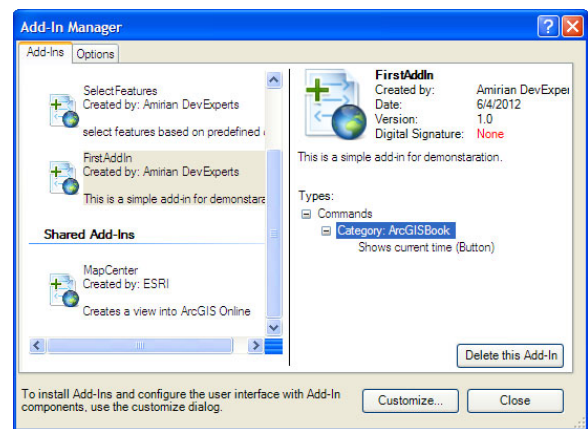 Add-In Manager
Add-Ins
Options
SelectFeatures
Created by: Amirian DevExperts
select features based on predefined
FirstAddIn
Created by: Amirian DevExperts
This is a simple add-in for demonstara
Shared Add-Ins
MapCenter
Created by: ESRI
Creates a view into ArcGIS Online
FirstAddIn
Created by: Amirian DevExper
Date: 6/4/2012
Version: 1.0
Digital Signature: None
This is a simple add-in for demonstaration.
Types:
Commands
Category: ArcGISBook
Shows current time (Button)
Delete this Add-In
To install Add-Ins and configure the user interface with Add-In
components, use the customize dialog.
Customize...
Close